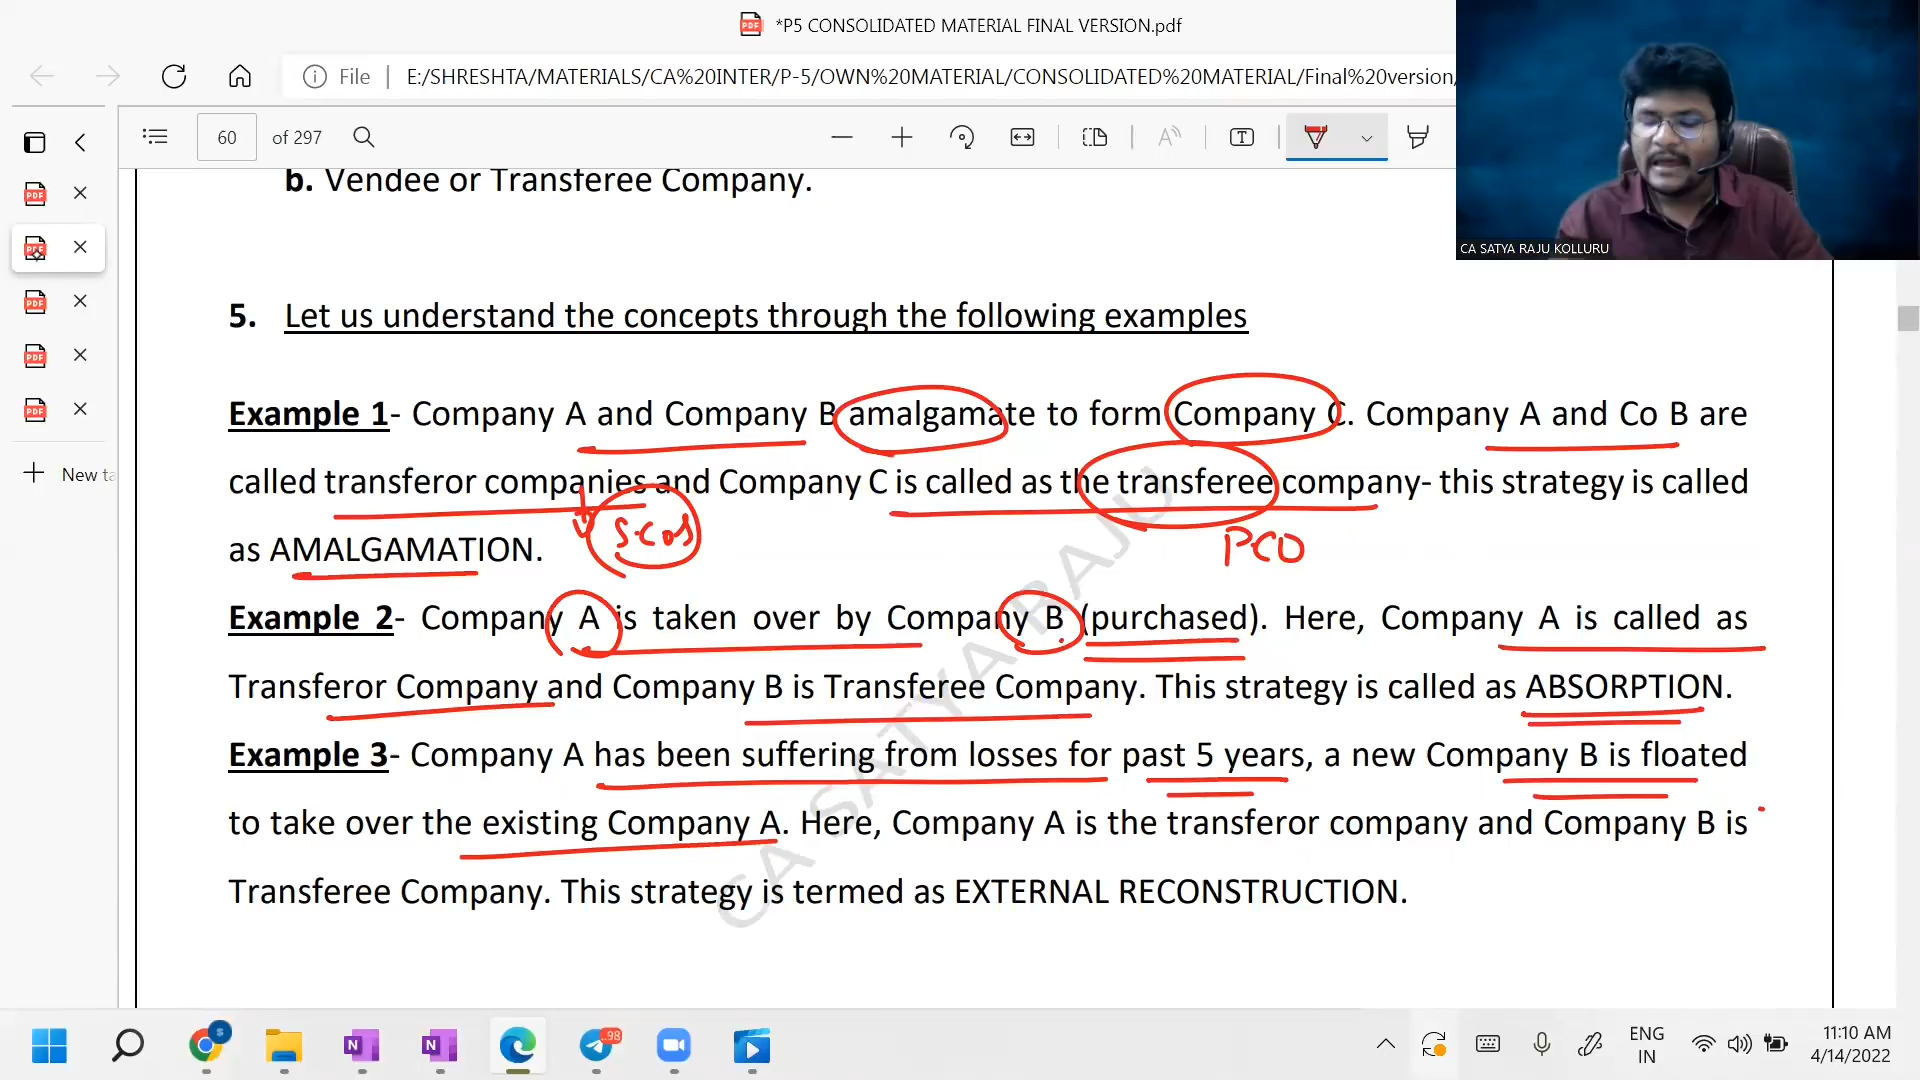 *P5 CONSOLIDATED MATERIAL FINAL VERSION.pdf
File E:/SHRESHTA/MATERIALS/CA%20INTER/P-5/OWN%20MATERIAL/CONSOLIDATED%20MATERIAL/Final%20version,
60 of 297
CA SATYA RAJU KOLLURU
b. Vendee or Transferee Company.
5. Let us understand the concepts through the following examples
Example 1- Company A and Company B amalgamate to form Company C. Company A and Co B are
called transferor companies and Company C is called as the transferee company- this strategy is called
S.COS
P.CO
as AMALGAMATION.
Example 2- Company A is taken over by Company B (purchased). Here, Company A is called as
Transferor Company and Company B is Transferee Company. This strategy is called as ABSORPTION.
Example 3- Company A has been suffering from losses for past 5 years, a new Company B is floated
to take over the existing Company A. Here, Company A is the transferor company and Company B is
Transferee Company. This strategy is termed as EXTERNAL RECONSTRUCTION.
CA SATYA RAJU
New ta
ENG
IN
11:10 AM
4/14/2022
..98